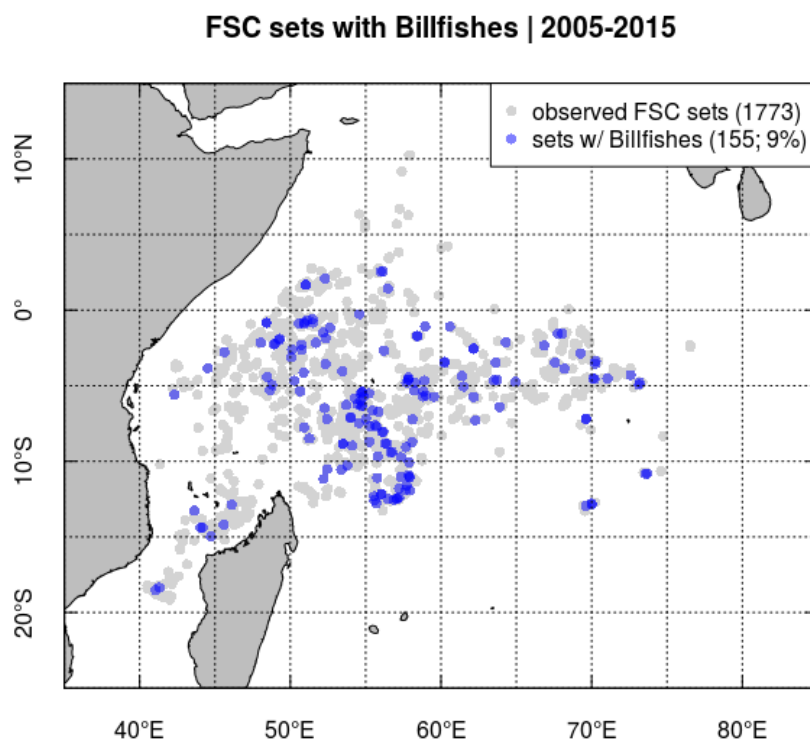 FSC sets with Billfishes | 2005-2015
observed FSC sets (1773)
sets w/ Billfishes (155; 9%)
10°N
0°
10°S
20°S
40°E 50°E 60°E 70°E 80°E